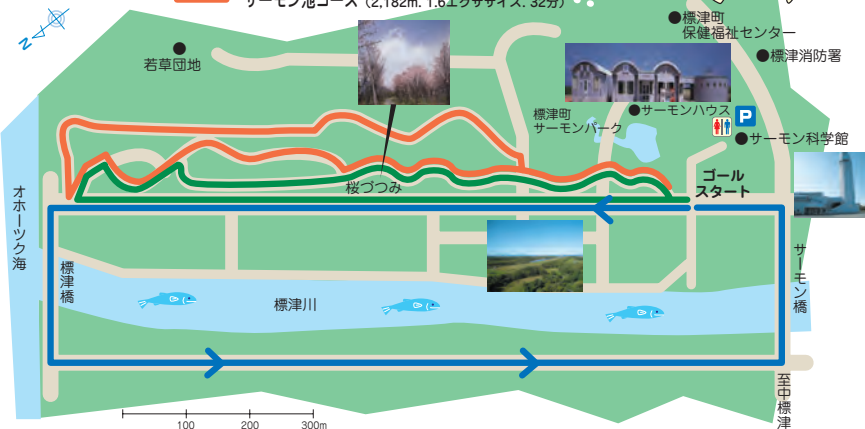 サーモン池コース（2,182m. 1.6エクササイズ. 32分）
N
若草団地
標津町
保健福祉センター
標津消防署
標津町
サーモンパーク
サーモンハウス
P
サーモン科学館
桜づつみ
ゴール
スタート
オホーツク海
標津橋
標津川
サーモン橋
至中標津
100 200 300m